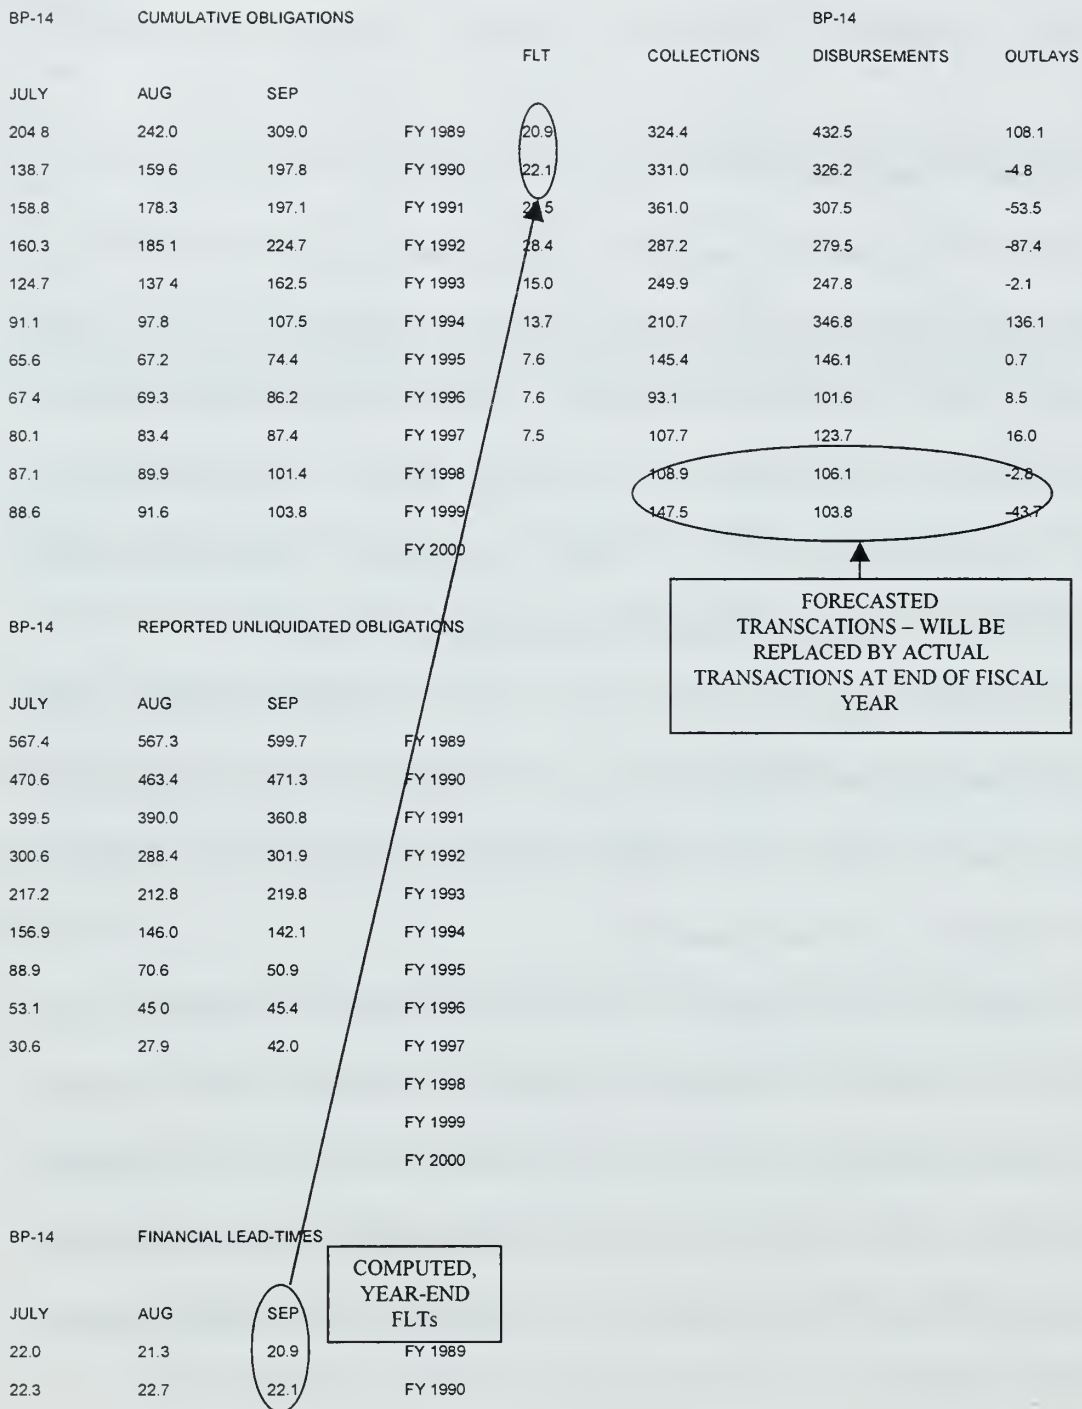 BP-14 CUMULATIVE OBLIGATIONS BP-14
FLT COLLECTIONS DISBURSEMENTS OUTLAYS
JULY AUG SEP
204 8 242.0 309.0 FY 1989 20.9 324.4 432.5 108.1
138.7 159 6 197.8 FY 1990 22.1 331.0 326.2 -4.8
158.8 178.3 197.1 FY 1991 361.0 307.5 -53.5
160.3 185 1 224.7 FY 1992 28.4 287.2 279.5 -87.4
124.7 137 4 162.5 FY 1993 15.0 249.9 247.8 -2.1
91.1 97.8 107.5 FY 1994 13.7 210.7 346.8 136.1
65.6 67.2 74.4 FY 1995 7.6 145.4 146.1 0.7
67 4 69.3 86.2 FY 1996 7.6 93.1 101.6 8.5
80.1 83.4 87.4 FY 1997 7.5 107.7 123.7 16.0
87.1 89.9 101.4 FY 1998 108.9 106.1 -2.8
88.6 91.6 103.8 FY 1999 147.5 103.8 -43.7
FY 2000
FORECASTED
TRANSCATIONS – WILL BE
REPLACED BY ACTUAL
TRANSACTIONS AT END OF FISCAL
YEAR
BP-14 REPORTED UNLIQUIDATED OBLIGATIONS
JULY AUG SEP
567.4 567.3 599.7 FY 1989
470.6 463.4 471.3 FY 1990
399.5 390.0 360.8 FY 1991
300.6 288.4 301.9 FY 1992
217.2 212.8 219.8 FY 1993
156.9 146.0 142.1 FY 1994
88.9 70.6 50.9 FY 1995
53.1 45 0 45.4 FY 1996
30.6 27.9 42.0 FY 1997
FY 1998
FY 1999
FY 2000
BP-14 FINANCIAL LEAD-TIMES
COMPUTED,
YEAR-END
FLTs
JULY AUG SEP
22.0 21.3 20.9 FY 1989
22.3 22.7 22.1 FY 1990